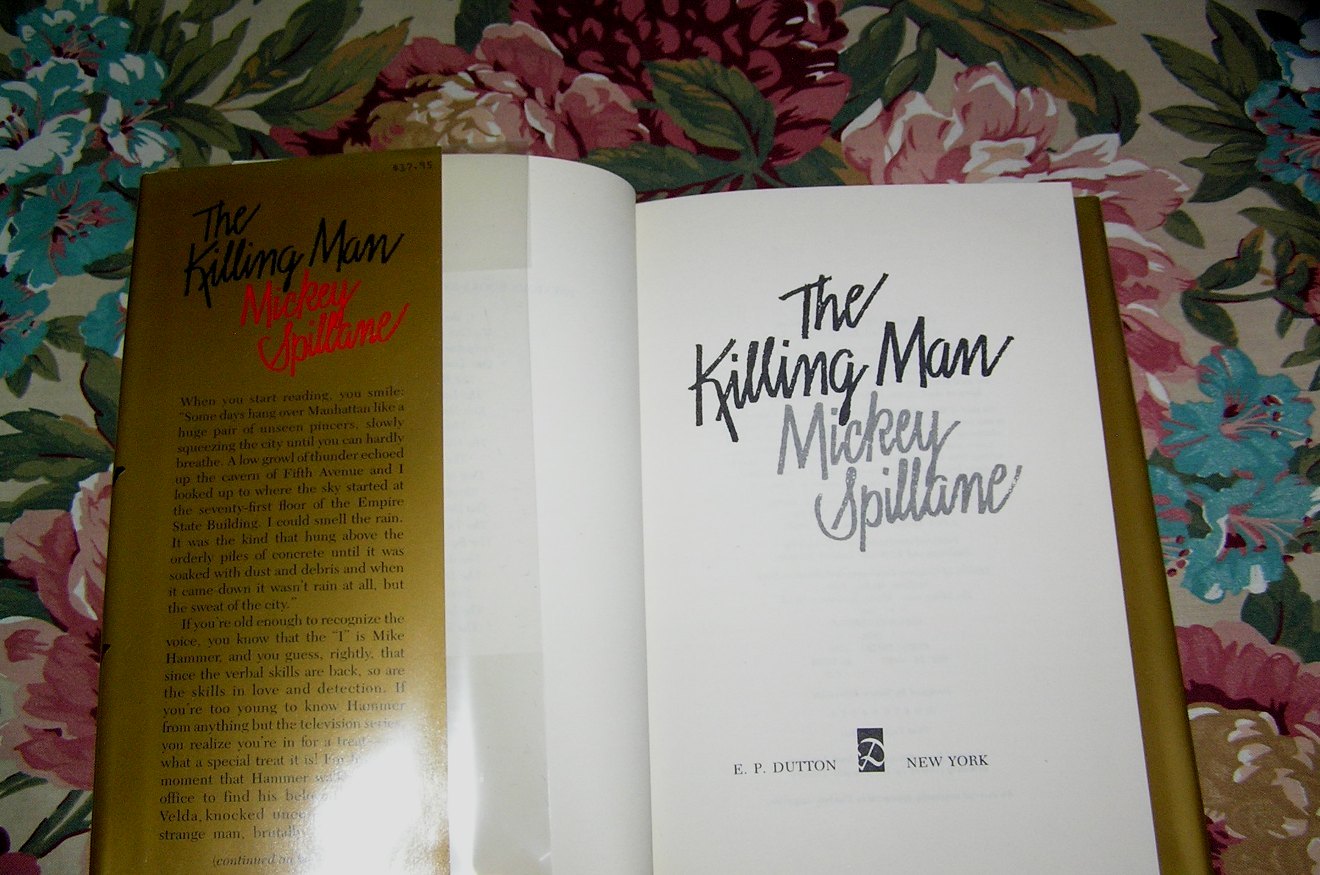 $17.95
The
Killing Man
Mickey
Spillane
When you start reading, you smile:
"Some days hang over Manhattan like a
huge pair of unseen pincers, slowly
squeezing the city until you can hardly
breathe. A low growl of thunder echoed
up the cavern of Fifth Avenue and I
looked up to where the sky started at
the seventy-first floor of the Empire
State Building. I could smell the rain.
It was the kind that hung above the
orderly piles of concrete until it was
soaked with dust and debris and when
it came down it wasn't rain at all, but
the sweat of the city."
If you're old enough to recognize the
voice, you know that the "I" is Mike
Hammer, and you guess, rightly, that
since the verbal skills are back, so are
the skills in love and detection. If
you're too young to know Hammer
from anything but the television series,
you realize you're in for a treat
what a special treat it is!
moment that Hammer
office to find his
Velda, knocked
strange man, brutally
(continued
The
Killing Man
Mickey
Spillane
E. P. DUTTON D NEW YORK